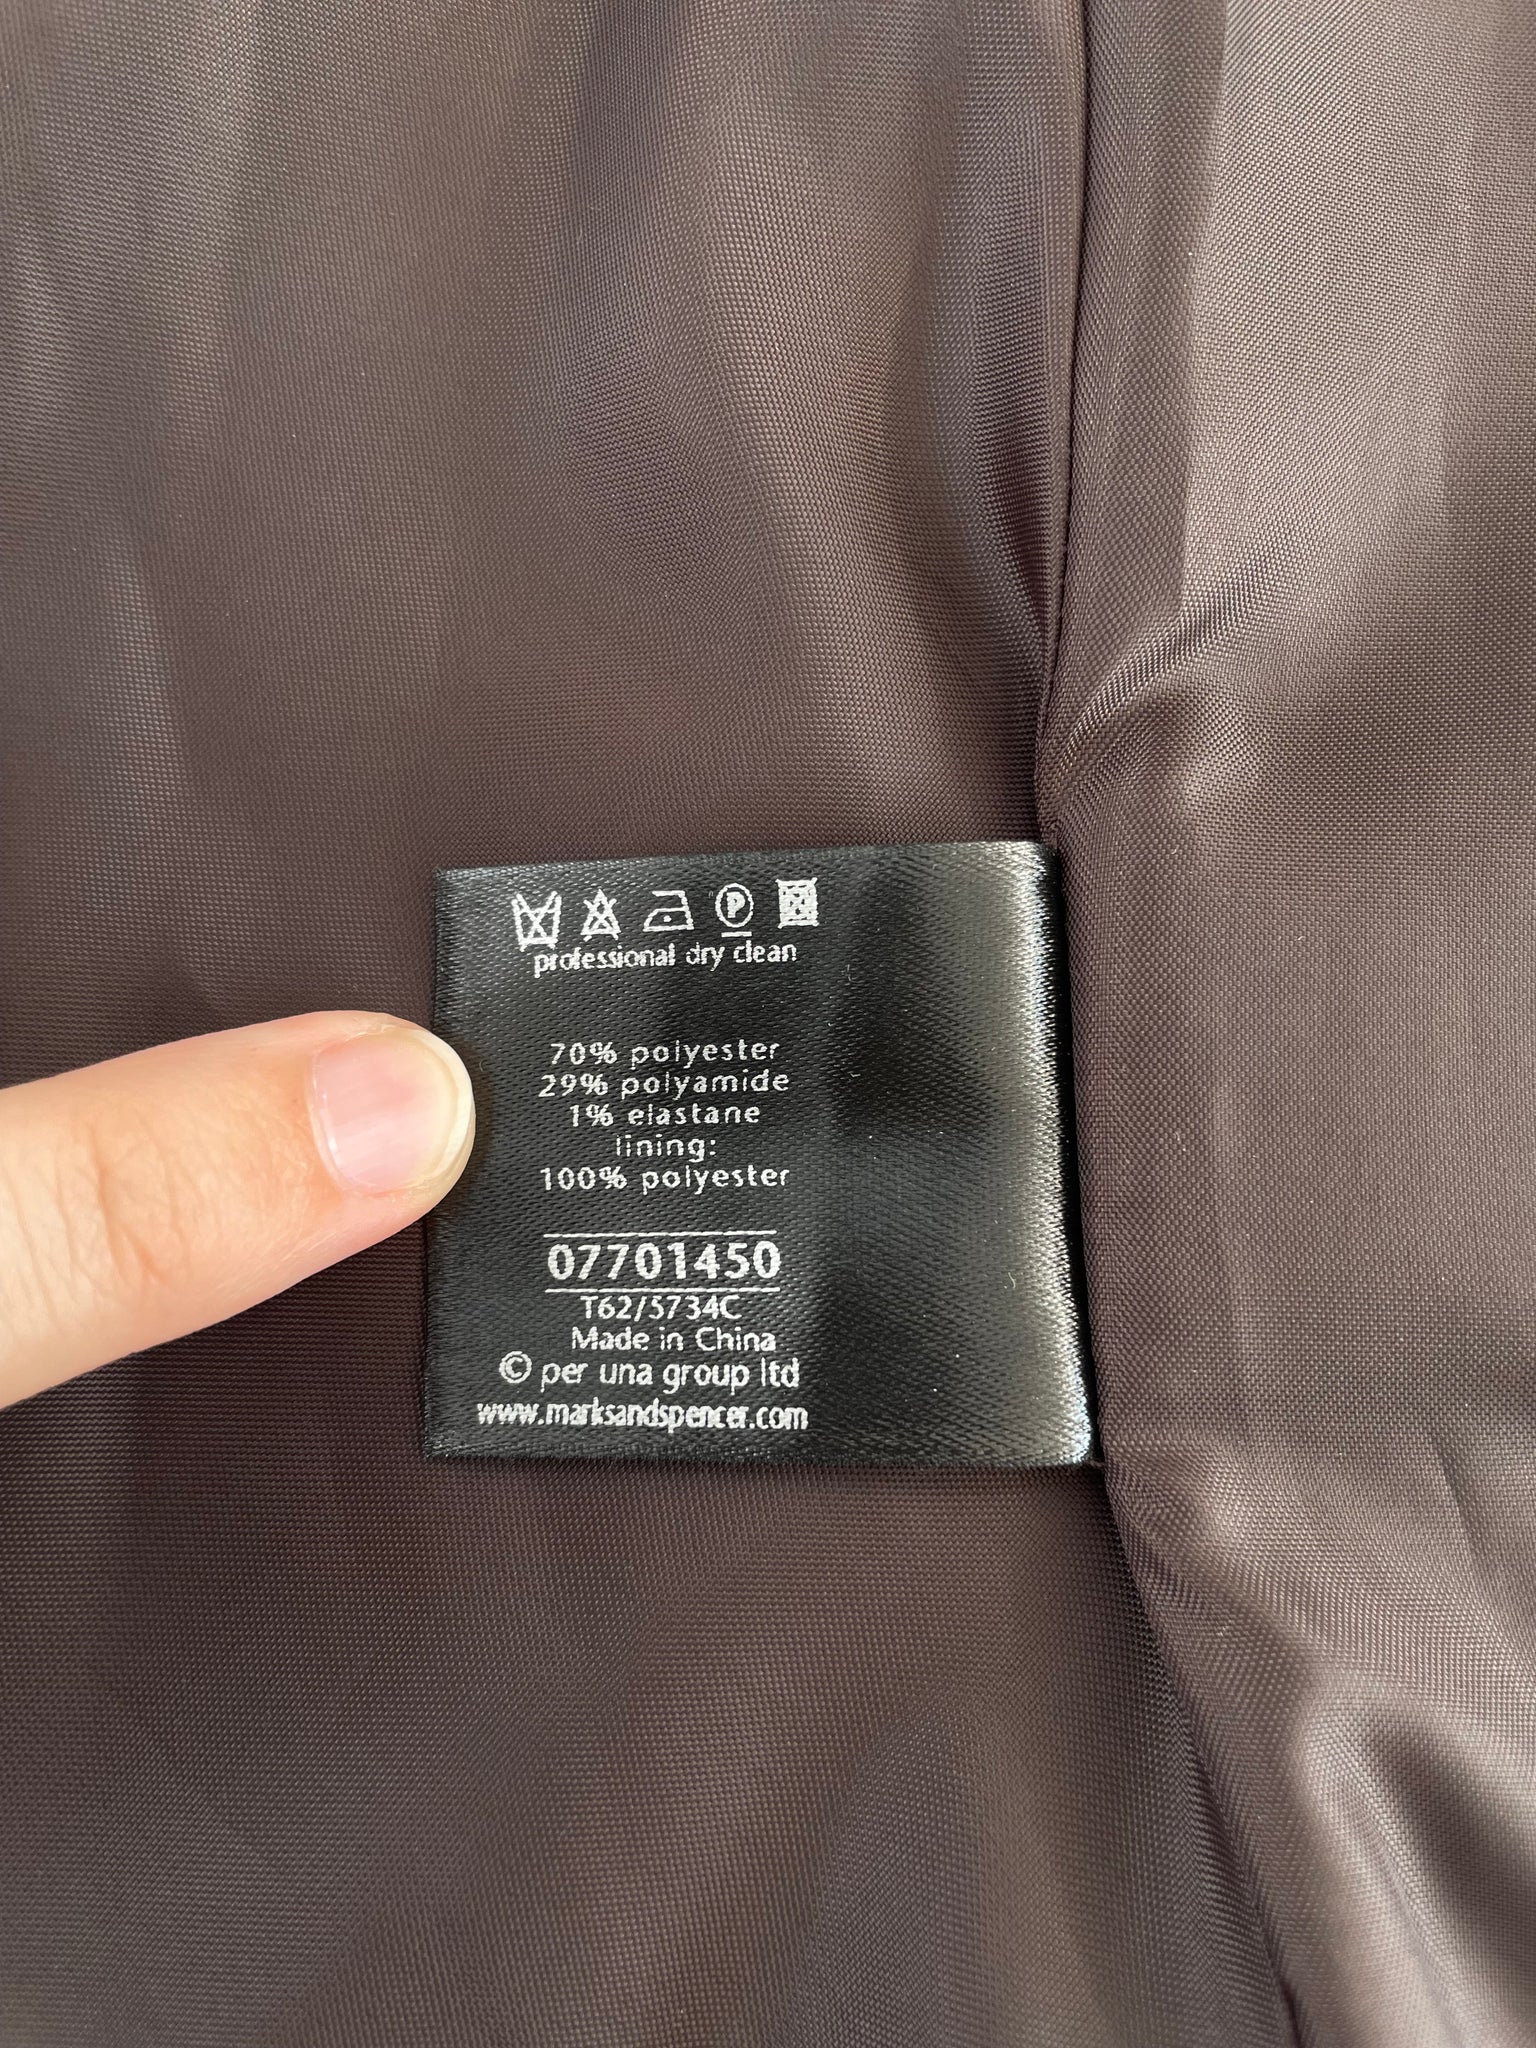 P
professional dry clean
70% polyester
29% polyamide
1% elastane
lining:
100% polyester
07701450
T62/5734C
Made in China
© per una group ltd
www.marksandspencer.com